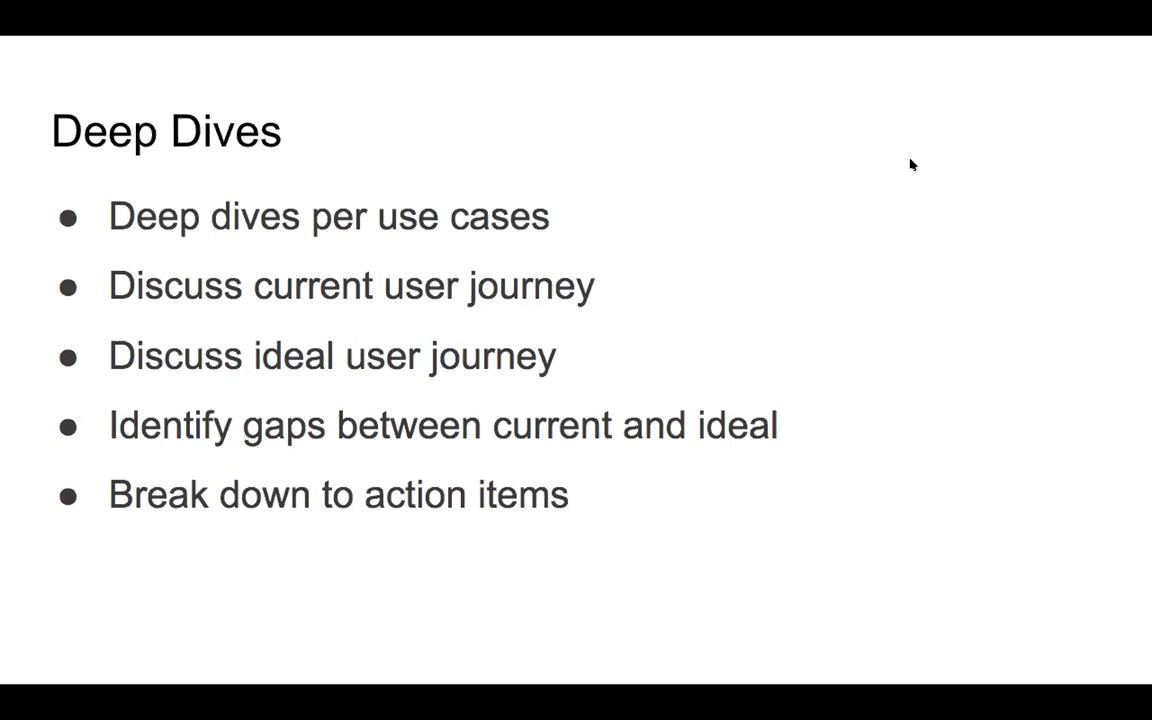 Deep Dives
● Deep dives per use cases
● Discuss current user journey
● Discuss ideal user journey
● Identify gaps between current and ideal
● Break down to action items